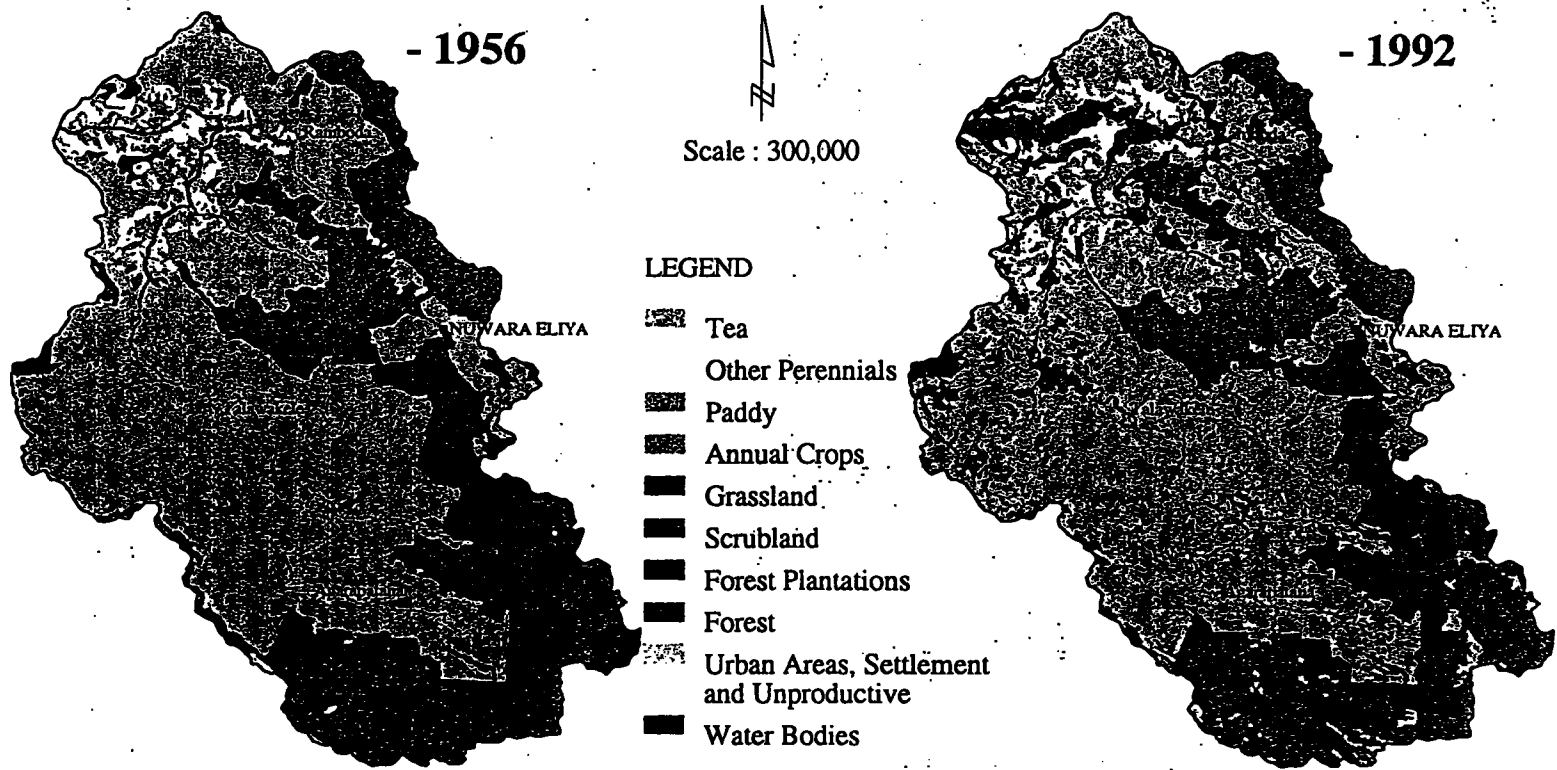 - 1956
- 1992
N
Scale : 300,000
LEGEND
Tea
Other Perennials
Paddy
Annual Crops
Grassland
Scrubland
Forest Plantations
Forest
Urban Areas, Settlement
and Unproductive
Water Bodies
NUWARA ELIYA
NUWARA ELIYA